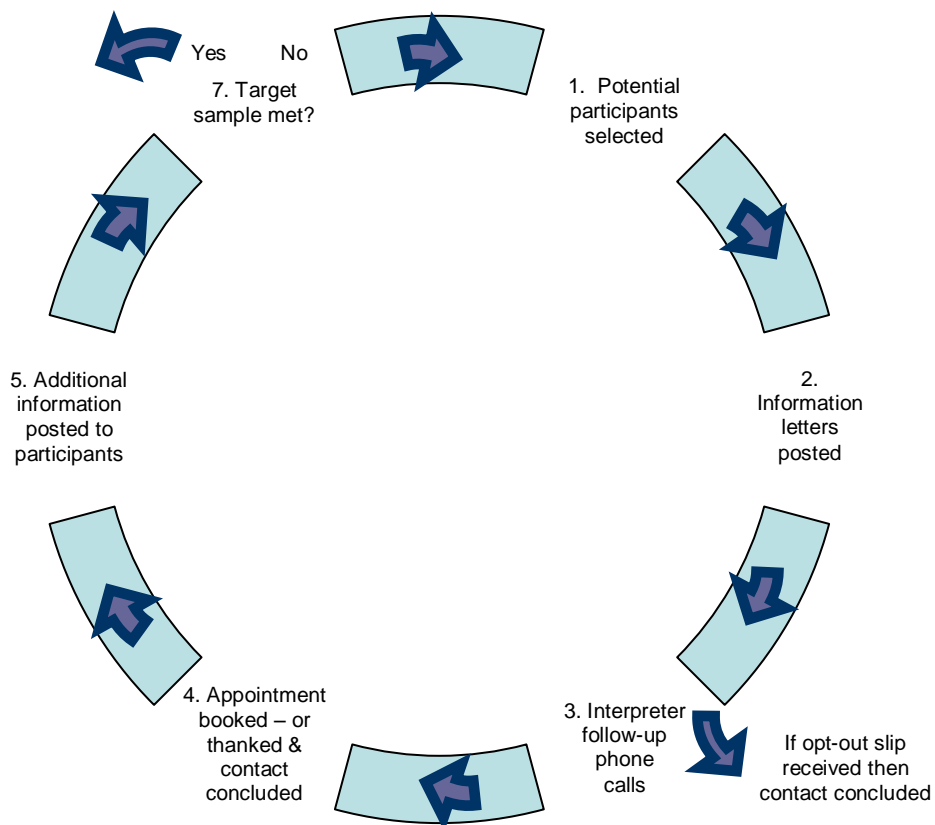 Yes No
7. Target
sample met?
1. Potential
participants
selected
2.
Information
letters
posted
3. Interpreter
follow-up
phone
calls
If opt-out slip
received then
contact concluded
4. Appointment
booked – or
thanked &
contact
concluded
5. Additional
information
posted to
participants